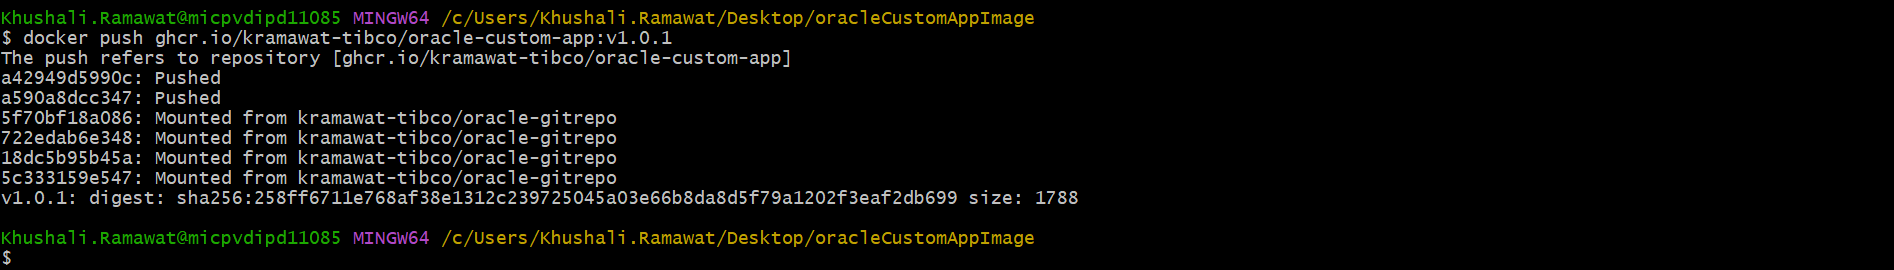 Khushali.Ramawat@micpvdipd11085 MINGW64 /c/Users/Khushali.Ramawat/Desktop/oracleCustomAppImage
$ docker push ghcr.io/kramawat-tibco/oracle-custom-app:v1.0.1
The push refers to repository [ghcr.io/kramawat-tibco/oracle-custom-app]
a42949d5990c: Pushed
a590a8dcc347: Pushed
5f70bf18a086: Mounted from kramawat-tibco/oracle-gitrepo
722edab6e348: Mounted from kramawat-tibco/oracle-gitrepo
18dc5b95b45a: Mounted from kramawat-tibco/oracle-gitrepo
5c333159e547: Mounted from kramawat-tibco/oracle-gitrepo
v1.0.1: digest: sha256:258ff6711e768af38e1312c239725045a03e66b8da8d5f79a1202f3eaf2db699 size: 1788
Khushali.Ramawat@micpvdipd11085 MINGW64 /c/Users/Khushali.Ramawat/Desktop/oracleCustomAppImage
$